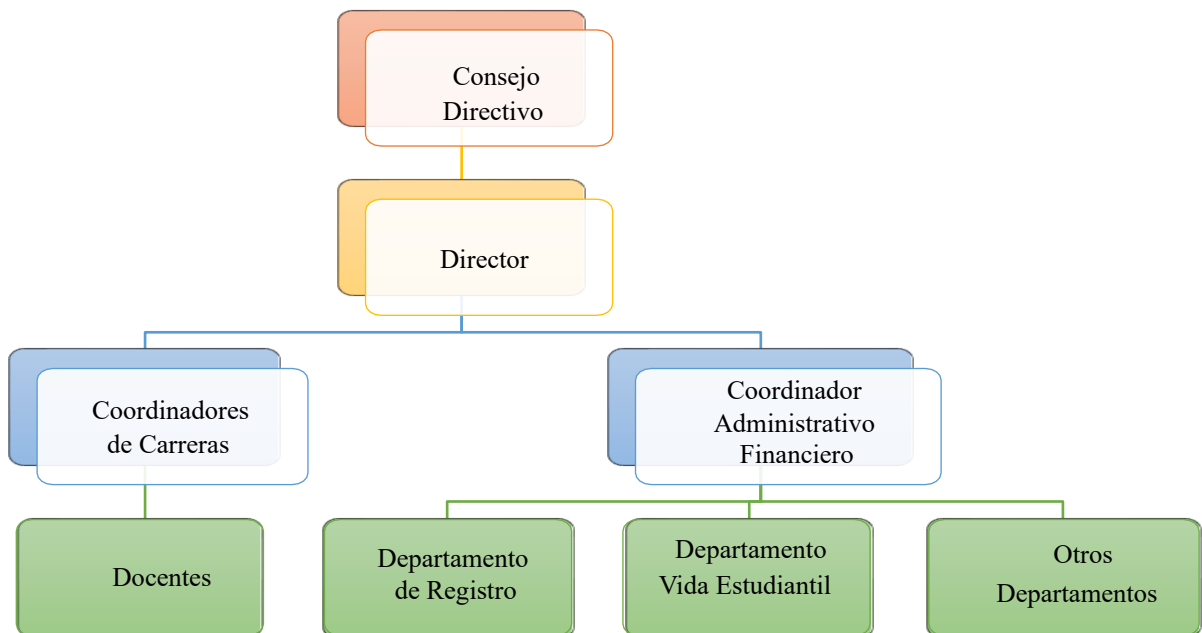 Consejo
Directivo
Director
Coordinadores
de Carreras
Coordinador
Administrativo
Financiero
Docentes
Departamento
de Registro
Departamento
Vida Estudiantil
Otros
Departamentos